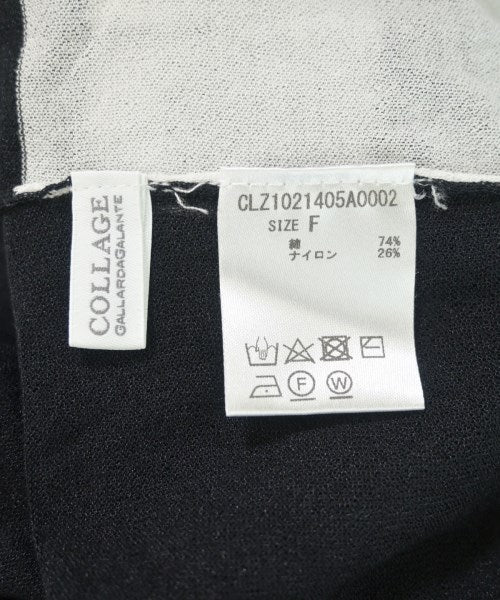 COLLAGE
GALLARDAGALANTE
CLZ1021405A0002
SIZE F
綿 74%
ナイロン 26%
F W